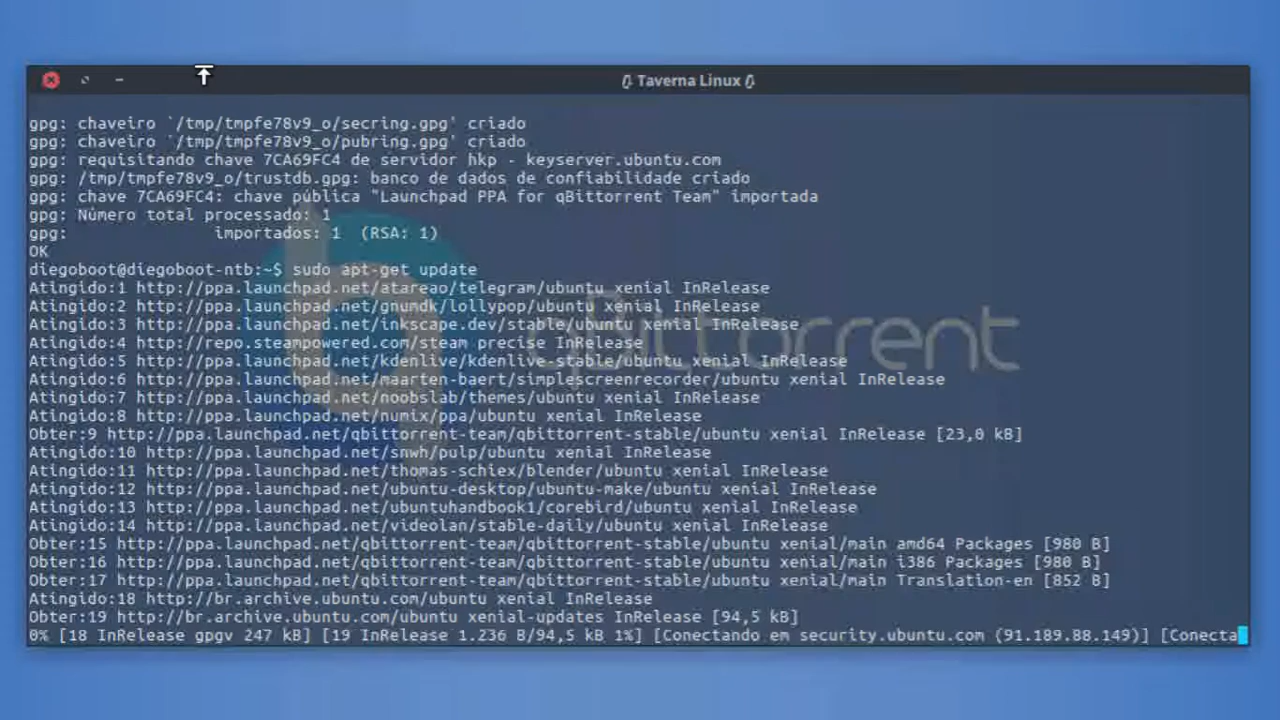 Taverna Linux
gpg: chaveiro `/tmp/tmpfe78v9_o/secring.gpg' criado
gpg: chaveiro `/tmp/tmpfe78v9_o/pubring.gpg' criado
gpg: requisitando chave 7CA69FC4 de servidor hkp - keyserver.ubuntu.com
gpg: /tmp/tmpfe78v9_o/trustdb.gpg: banco de dados de confiabilidade criado
gpg: chave 7CA69FC4: chave pública "Launchpad PPA for qBittorrent Team" importada
gpg: Número total processado: 1
gpg:               importados: 1  (RSA: 1)
OK
diegoboot@diegoboot-ntb:~$ sudo apt-get update
Atingido:1 http://ppa.launchpad.net/atareao/telegram/ubuntu xenial InRelease
Atingido:2 http://ppa.launchpad.net/gnumdk/lollypop/ubuntu xenial InRelease
Atingido:3 http://ppa.launchpad.net/inkscape.dev/stable/ubuntu xenial InRelease
Atingido:4 http://repo.steampowered.com/steam precise InRelease
Atingido:5 http://ppa.launchpad.net/kdenlive/kdenlive-stable/ubuntu xenial InRelease
Atingido:6 http://ppa.launchpad.net/maarten-baert/simplescreenrecorder/ubuntu xenial InRelease
Atingido:7 http://ppa.launchpad.net/noobslab/themes/ubuntu xenial InRelease
Atingido:8 http://ppa.launchpad.net/numix/ppa/ubuntu xenial InRelease
Obter:9 http://ppa.launchpad.net/qbittorrent-team/qbittorrent-stable/ubuntu xenial InRelease [23,0 kB]
Atingido:10 http://ppa.launchpad.net/snwh/pulp/ubuntu xenial InRelease
Atingido:11 http://ppa.launchpad.net/thomas-schiex/blender/ubuntu xenial InRelease
Atingido:12 http://ppa.launchpad.net/ubuntu-desktop/ubuntu-make/ubuntu xenial InRelease
Atingido:13 http://ppa.launchpad.net/ubuntuhandbook1/corebird/ubuntu xenial InRelease
Atingido:14 http://ppa.launchpad.net/videolan/stable-daily/ubuntu xenial InRelease
Obter:15 http://ppa.launchpad.net/qbittorrent-team/qbittorrent-stable/ubuntu xenial/main amd64 Packages [980 B]
Obter:16 http://ppa.launchpad.net/qbittorrent-team/qbittorrent-stable/ubuntu xenial/main i386 Packages [980 B]
Obter:17 http://ppa.launchpad.net/qbittorrent-team/qbittorrent-stable/ubuntu xenial/main Translation-en [852 B]
Atingido:18 http://br.archive.ubuntu.com/ubuntu xenial InRelease
Obter:19 http://br.archive.ubuntu.com/ubuntu xenial-updates InRelease [94,5 kB]
0% [18 InRelease gpgv 247 kB] [19 InRelease 1.236 B/94,5 kB 1%] [Conectando em security.ubuntu.com (91.189.88.149)] [Conecta
qBittorrent